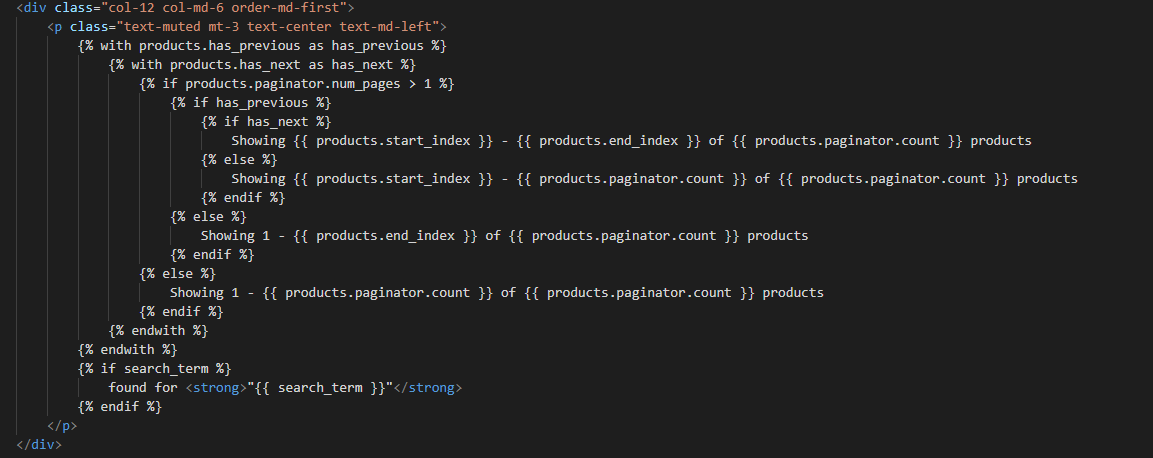 <div class="col-12 col-md-6 order-md-first">
<p class="text-muted mt-3 text-center text-md-left">
{% with products.has_previous as has_previous %}
{% with products.has_next as has_next %}
{% if products.paginator.num_pages > 1 %}
{% if has_previous %}
{% if has_next %}
Showing {{ products.start_index }} - {{ products.end_index }} of {{ products.paginator.count }} products
{% else %}
Showing {{ products.start_index }} - {{ products.paginator.count }} of {{ products.paginator.count }} products
{% endif %}
{% else %}
Showing 1 - {{ products.end_index }} of {{ products.paginator.count }} products
{% endif %}
{% else %}
Showing 1 - {{ products.paginator.count }} of {{ products.paginator.count }} products
{% endif %}
{% endwith %}
{% endwith %}
{% if search_term %}
found for <strong>"{{ search_term }}"</strong>
{% endif %}
</p>
</div>